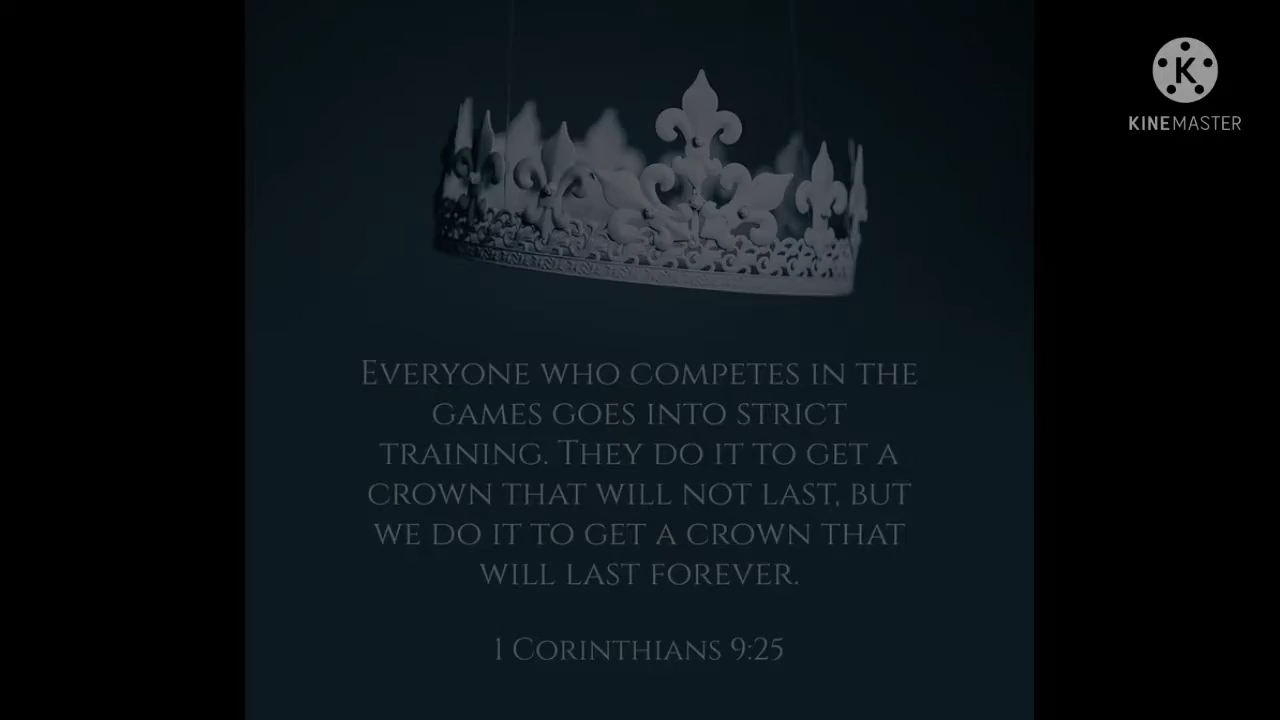 K
KINEMASTER
EVERYONE WHO COMPETES IN THE
GAMES GOES INTO STRICT
TRAINING. THEY DO IT TO GET A
CROWN THAT WILL NOT LAST, BUT
WE DO IT TO GET A CROWN THAT
WILL LAST FOREVER.
1 CORINTHIANS 9:25